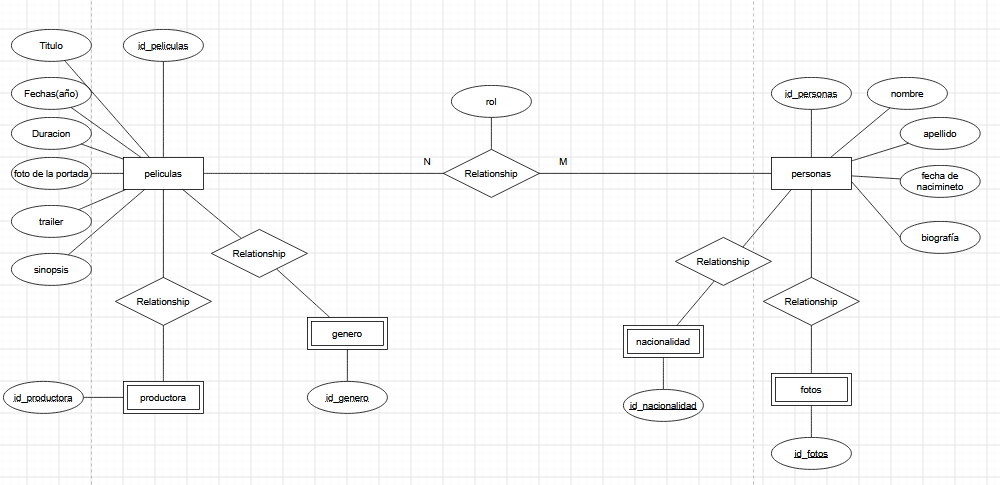 Titulo
id_peliculas
Fechas(año)
Duracion
foto de la portada
peliculas
trailer
sinopsis
rol
N
M
Relationship
id_personas
nombre
apellido
personas
fecha de
nacimineto
biografía
Relationship
Relationship
Relationship
Relationship
genero
nacionalidad
id_productora
productora
id_genero
id_nacionalidad
fotos
id_fotos